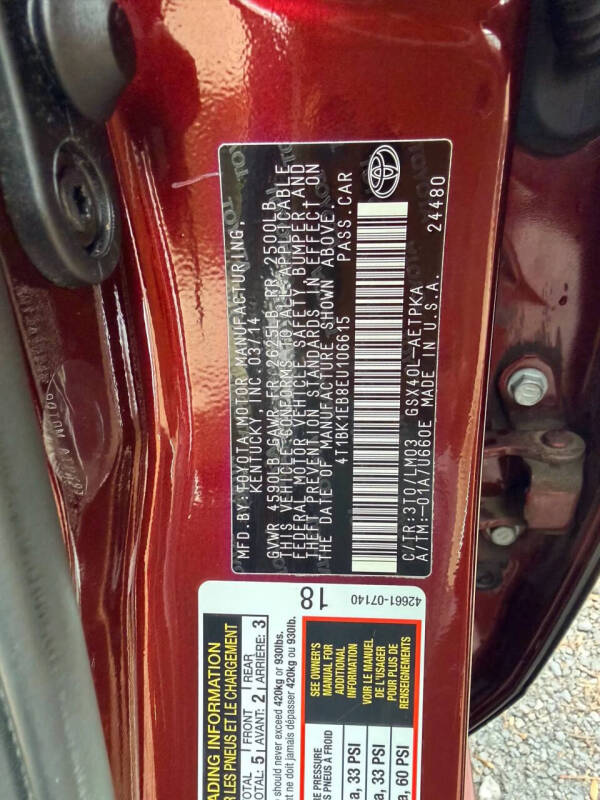 MFD. BY: TOYOTA MOTOR MANUFACTURING,
KENTUCKY, INC. 03/14
GVWR 4590LB GAWR FR 2625LB RR 2500LB
THIS VEHICLE CONFORMS TO ALL APPLICABLE
FEDERAL MOTOR VEHICLE SAFETY, BUMPER, AND
THEFT PREVENTION STANDARDS IN EFFECT ON
THE DATE OF MANUFACTURE SHOWN ABOVE.
4T1BK1EB8EU106615 PASS. CAR
C/TR: 3T0/LM03 GSX40L-AETPKA
A/TM: -01A/U660E MADE IN U.S.A. 24480
18
42661-07140
ADING INFORMATION
R LES PNEUS ET LE CHARGEMENT
OTAL FRONT REAR
OTAL: 5 AVANT: 2 ARRIÈRE: 3
should never exceed 420kg or 930lbs.
nt ne doit jamais dépasser 420kg ou 930lb.
E PRESSURE
S PNEUS À FROID
a, 33 PSI
a, 33 PSI
a, 60 PSI
SEE OWNER'S
MANUAL FOR
ADDITIONAL
INFORMATION
VOIR LE MANUEL
DE L'USAGER
POUR PLUS DE
RENSEIGNEMENTS